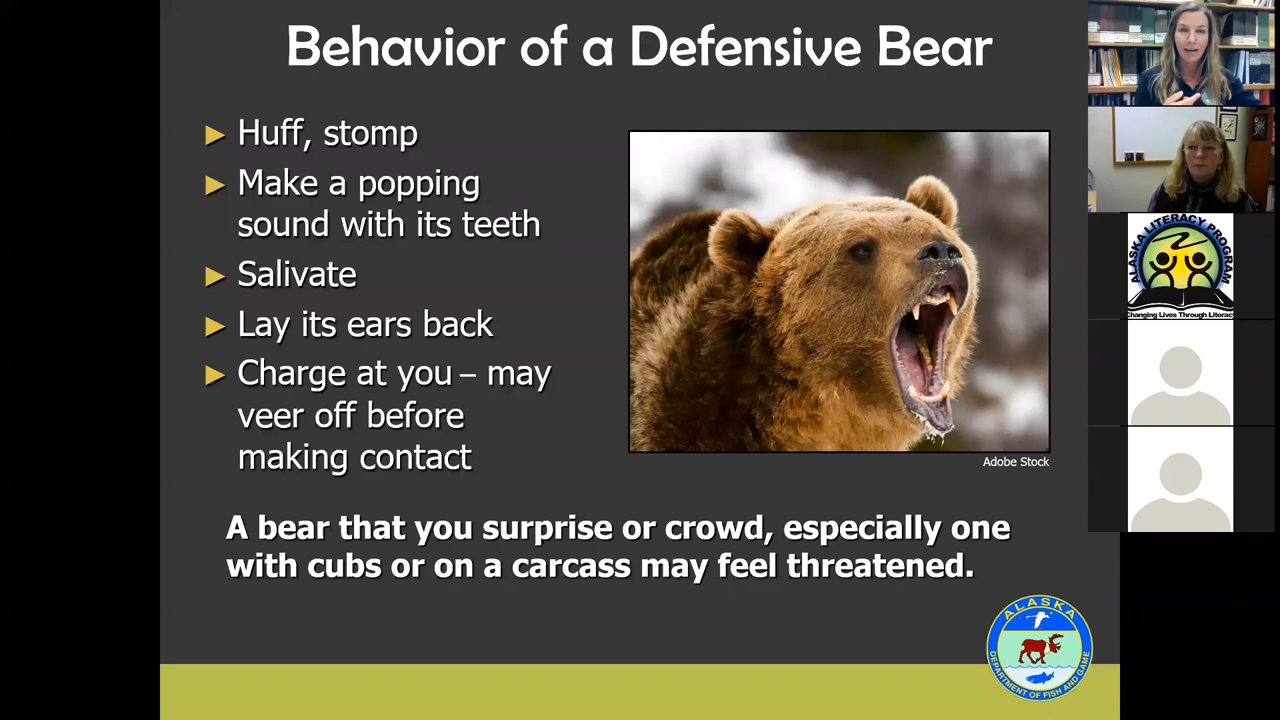 Behavior of a Defensive Bear
► Huff, stomp
► Make a popping
sound with its teeth
► Salivate
► Lay its ears back
► Charge at you – may
veer off before
making contact
Adobe Stock
A bear that you surprise or crowd, especially one
with cubs or on a carcass may feel threatened.
ALASKA
DEPARTMENT OF FISH AND GAME
ALASKA LITERACY PROGRAM
Changing Lives Through Literacy